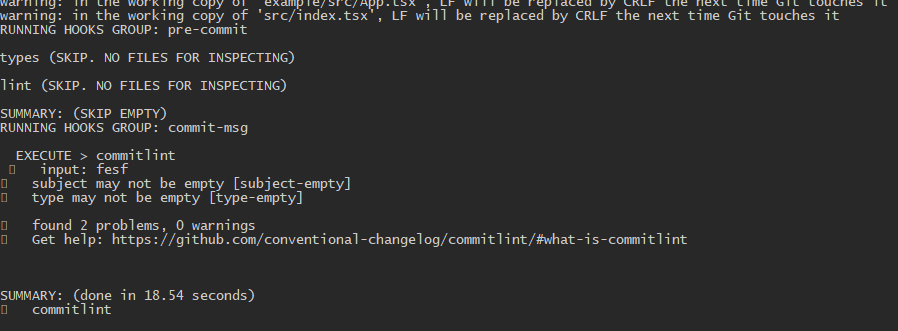 warning: in the working copy of 'example/src/App.tsx', LF will be replaced by CRLF the next time Git touches it
warning: in the working copy of 'src/index.tsx', LF will be replaced by CRLF the next time Git touches it
RUNNING HOOKS GROUP: pre-commit
types (SKIP. NO FILES FOR INSPECTING)
lint (SKIP. NO FILES FOR INSPECTING)
SUMMARY: (SKIP EMPTY)
RUNNING HOOKS GROUP: commit-msg
EXECUTE > commitlint
input: fesf
subject may not be empty [subject-empty]
type may not be empty [type-empty]
found 2 problems, 0 warnings
Get help: https://github.com/conventional-changelog/commitlint/#what-is-commitlint
SUMMARY: (done in 18.54 seconds)
commitlint